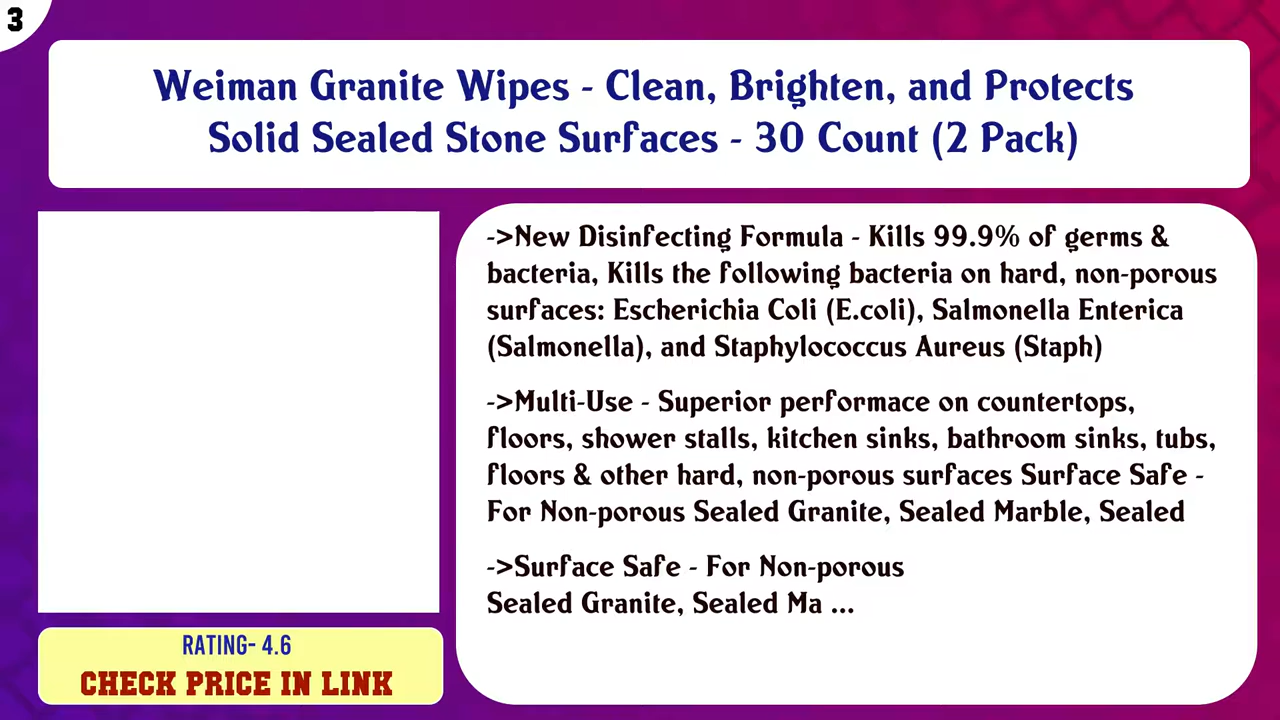 3
Weiman Granite Wipes - Clean, Brighten, and Protects
Solid Sealed Stone Surfaces - 30 Count (2 Pack)
->New Disinfecting Formula - Kills 99.9% of germs &
bacteria, Kills the following bacteria on hard, non-porous
surfaces: Escherichia Coli (E.coli), Salmonella Enterica
(Salmonella), and Staphylococcus Aureus (Staph)
->Multi-Use - Superior performace on countertops,
floors, shower stalls, kitchen sinks, bathroom sinks, tubs,
floors & other hard, non-porous surfaces Surface Safe -
For Non-porous Sealed Granite, Sealed Marble, Sealed
->Surface Safe - For Non-porous
Sealed Granite, Sealed Ma ...
RATING- 4.6
CHECK PRICE IN LINK